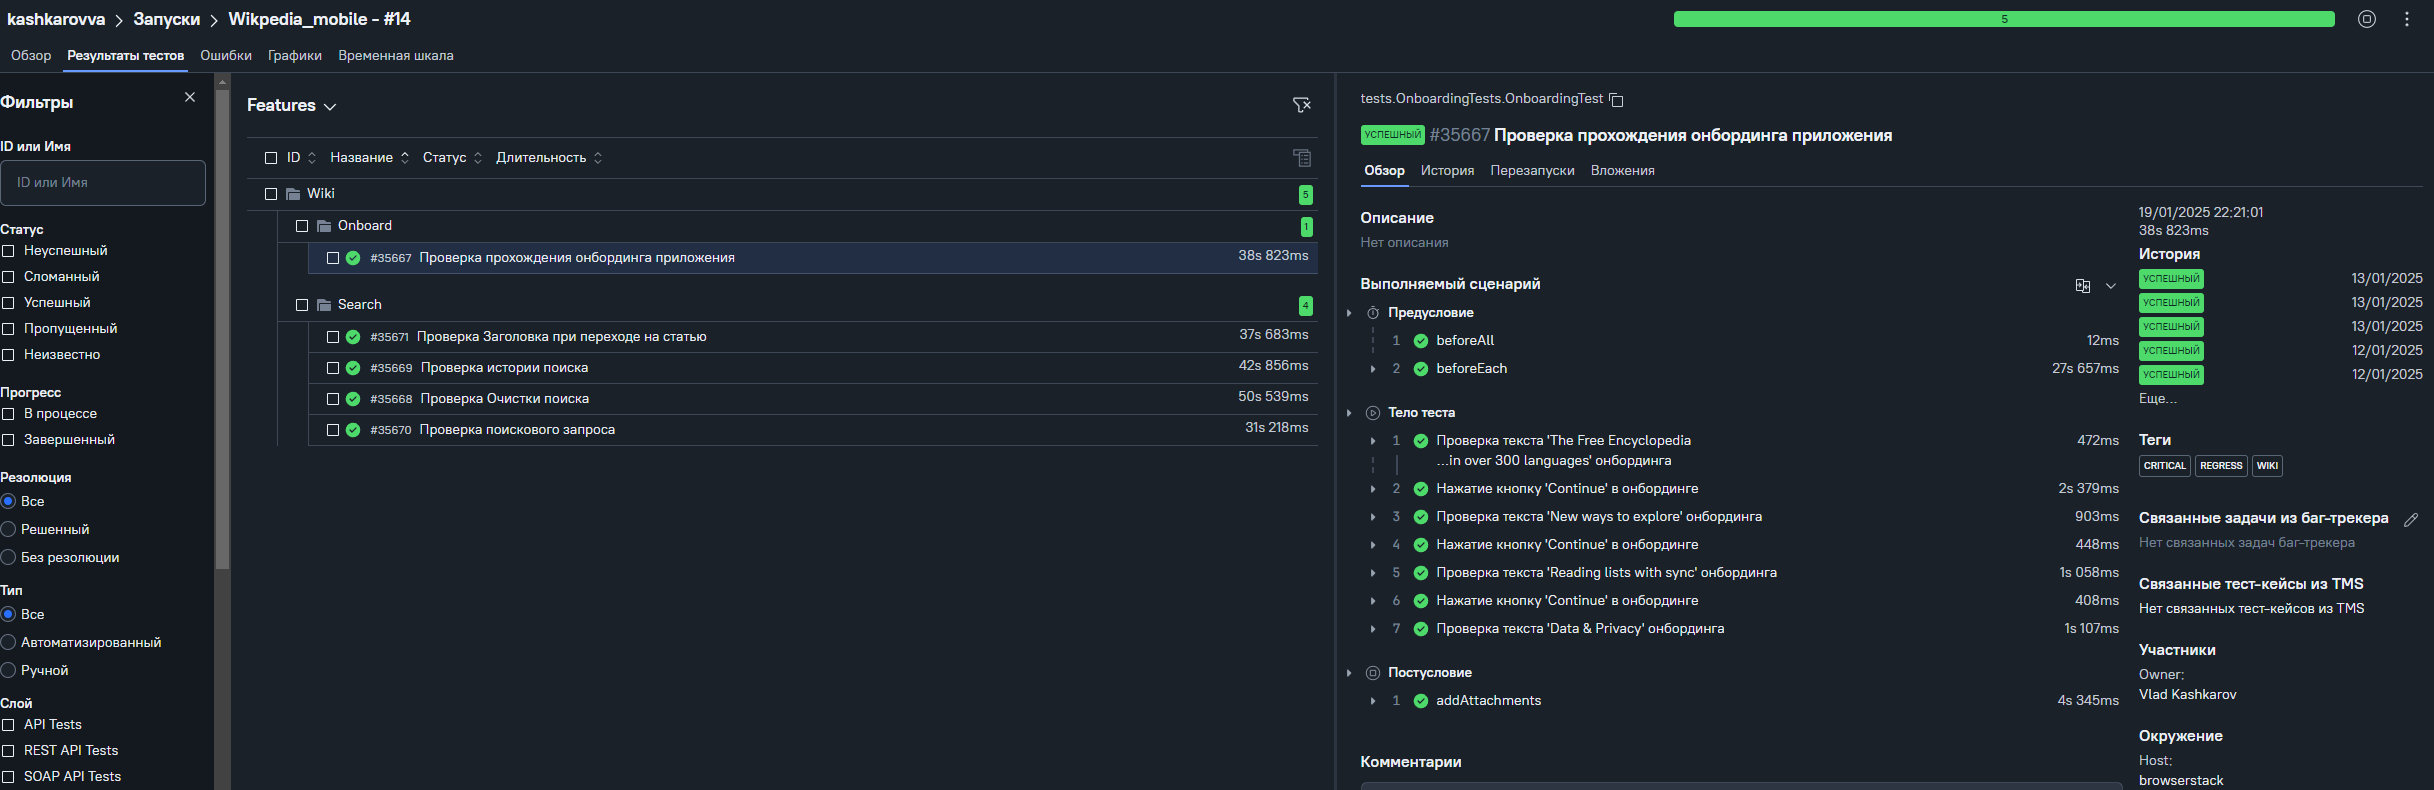 kashkarovva > Запуски > Wikpedia_mobile - #14
5
Обзор Результаты тестов Ошибки Графики Временная шкала
Фильтры
ID или Имя
ID или Имя
Статус
Неуспешный
Сломанный
Успешный
Пропущенный
Неизвестно
Прогресс
В процессе
Завершенный
Резолюция
Все
Решенный
Без резолюции
Тип
Все
Автоматизированный
Ручной
Слой
API Tests
REST API Tests
SOAP API Tests
Features
ID Название Статус Длительность
Wiki 5
Onboard 1
#35667 Проверка прохождения онбординга приложения 38s 823ms
Search 4
#35671 Проверка Заголовка при переходе на статью 37s 683ms
#35669 Проверка истории поиска 42s 856ms
#35668 Проверка Очистки поиска 50s 539ms
#35670 Проверка поискового запроса 31s 218ms
tests.OnboardingTests.OnboardingTest
УСПЕШНЫЙ #35667 Проверка прохождения онбординга приложения
Обзор История Перезапуски Вложения
Описание
Нет описания
Выполняемый сценарий
Предусловие
1 beforeAll 12ms
2 beforeEach 27s 657ms
Тело теста
1 Проверка текста 'The Free Encyclopedia 472ms
...in over 300 languages' онбординга
2 Нажатие кнопку 'Continue' в онбординге 2s 379ms
3 Проверка текста 'New ways to explore' онбординга 903ms
4 Нажатие кнопку 'Continue' в онбординге 448ms
5 Проверка текста 'Reading lists with sync' онбординга 1s 058ms
6 Нажатие кнопку 'Continue' в онбординге 408ms
7 Проверка текста 'Data & Privacy' онбординга 1s 107ms
Постусловие
1 addAttachments 4s 345ms
Комментарии
19/01/2025 22:21:01
38s 823ms
История
УСПЕШНЫЙ 13/01/2025
УСПЕШНЫЙ 13/01/2025
УСПЕШНЫЙ 13/01/2025
УСПЕШНЫЙ 12/01/2025
УСПЕШНЫЙ 12/01/2025
Еще...
Теги
CRITICAL REGRESS WIKI
Связанные задачи из баг-трекера
Нет связанных задач баг-трекера
Связанные тест-кейсы из TMS
Нет связанных тест-кейсов из TMS
Участники
Owner:
Vlad Kashkarov
Окружение
Host:
browserstack